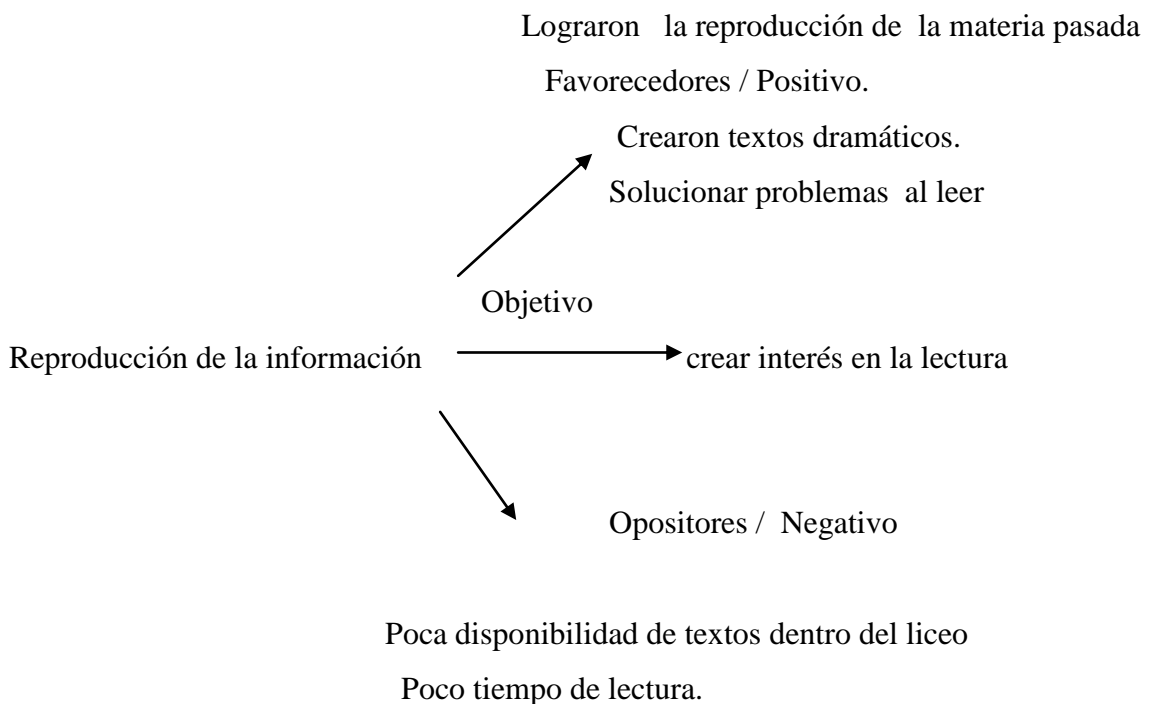 Lograron la reproducción de la materia pasada
Favorecedores / Positivo.
Crearon textos dramáticos.
Solucionar problemas al leer
Objetivo
Reproducción de la información
crear interés en la lectura
Opositores / Negativo
Poca disponibilidad de textos dentro del liceo
Poco tiempo de lectura.